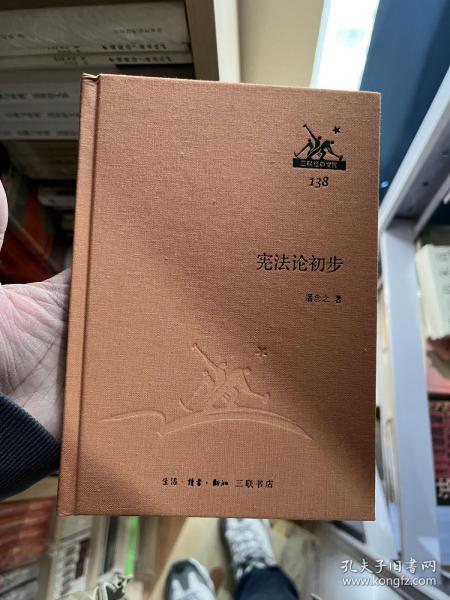 三联经典文库
138
宪法论初步
潘念之 著
生活·讀書·新知 三联书店
法
孔夫子旧书网
www.kongfz.com